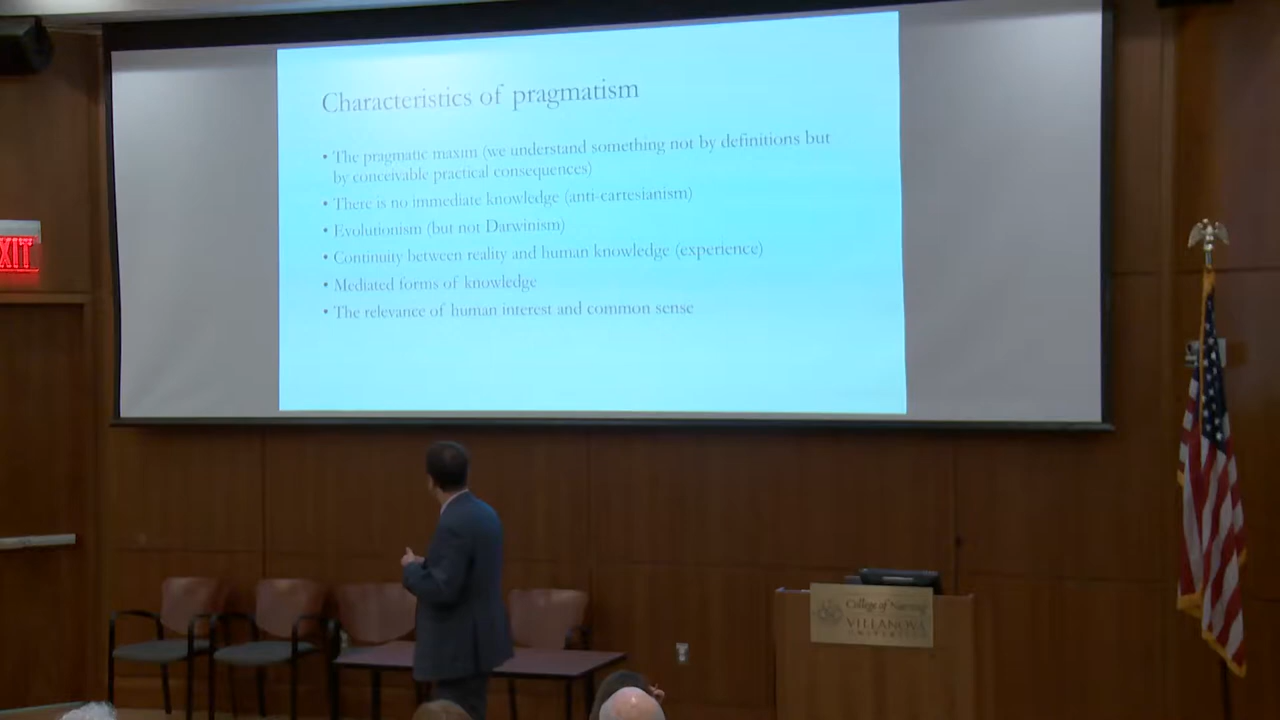 Characteristics of pragmatism
• The pragmatic maxim (we understand something not by definitions but
by conceivable practical consequences)
• There is no immediate knowledge (anti-cartesianism)
• Evolutionism (but not Darwinism)
• Continuity between reality and human knowledge (experience)
• Mediated forms of knowledge
• The relevance of human interest and common sense
EXIT
College of Nursing
VILLANOVA
UNIVERSITY